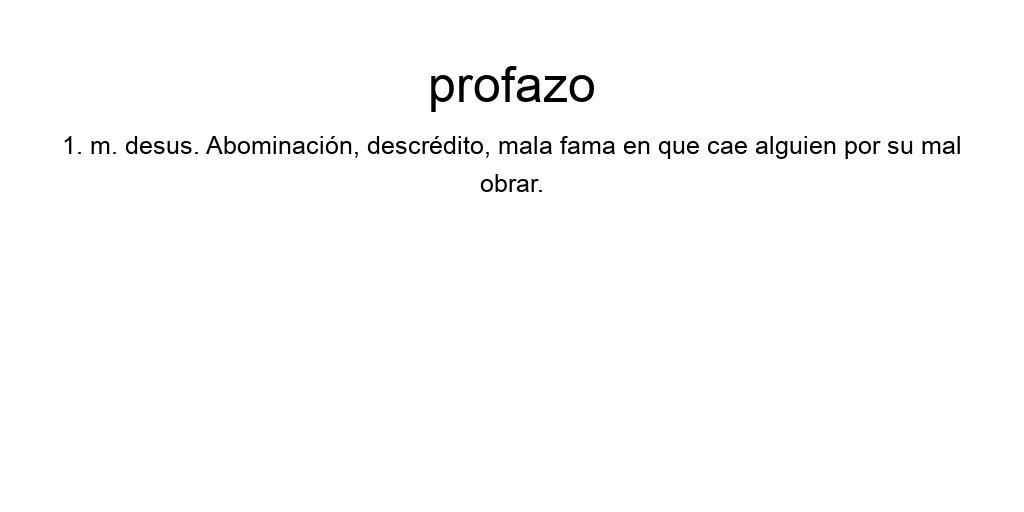 profazo
1. m. desus. Abominación, descrédito, mala fama en que cae alguien por su mal
obrar.